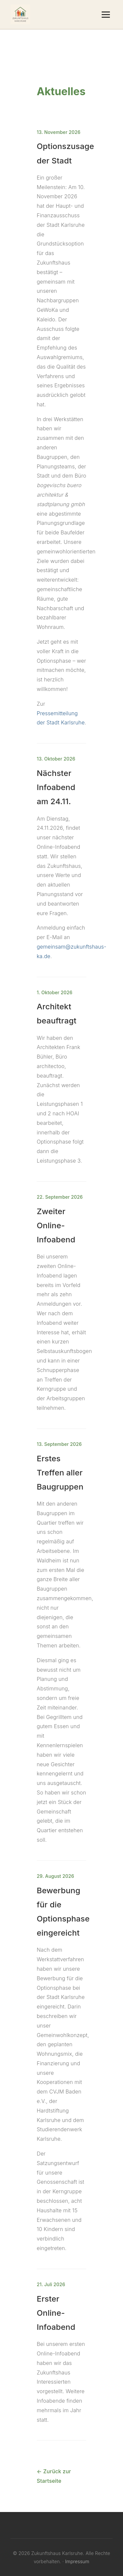 Aktuelles
13. November 2026
Optionszusage
der Stadt
Ein großer
Meilenstein: Am 10.
November 2026
hat der Haupt- und
Finanzausschuss
der Stadt Karlsruhe
die
Grundstücksoption
für das
Zukunftshaus
bestätigt –
gemeinsam mit
unseren
Nachbargruppen
GeWoKa und
Kaleido. Der
Ausschuss folgte
damit der
Empfehlung des
Auswahlgremiums,
das die Qualität des
Verfahrens und
seines Ergebnisses
ausdrücklich gelobt
hat.
In drei Werkstätten
haben wir
zusammen mit den
anderen
Baugruppen, den
Planungsteams, der
Stadt und dem Büro
bogevischs buero
architektur &
stadtplanung gmbh
eine abgestimmte
Planungsgrundlage
für beide Baufelder
erarbeitet. Unsere
gemeinwohlorientierten
Ziele wurden dabei
bestätigt und
weiterentwickelt:
gemeinschaftliche
Räume, gute
Nachbarschaft und
bezahlbarer
Wohnraum.
Jetzt geht es mit
voller Kraft in die
Optionsphase – wer
mitmachen möchte,
ist herzlich
willkommen!
Zur
Pressemitteilung
der Stadt Karlsruhe.
13. Oktober 2026
Nächster
Infoabend
am 24.11.
Am Dienstag,
24.11.2026, findet
unser nächster
Online-Infoabend
statt. Wir stellen
das Zukunftshaus,
unsere Werte und
den aktuellen
Planungsstand vor
und beantworten
eure Fragen.
Anmeldung einfach
per E-Mail an
gemeinsam@zukunftshaus-
ka.de.
1. Oktober 2026
Architekt
beauftragt
Wir haben den
Architekten Frank
Bühler, Büro
architectoo,
beauftragt.
Zunächst werden
die
Leistungsphasen 1
und 2 nach HOAI
bearbeitet,
innerhalb der
Optionsphase folgt
dann die
Leistungsphase 3.
22. September 2026
Zweiter
Online-
Infoabend
Bei unserem
zweiten Online-
Infoabend lagen
bereits im Vorfeld
mehr als zehn
Anmeldungen vor.
Wer nach dem
Infoabend weiter
interesse hat, erhält
einen kurzen
Selbstauskunftsbogen
und kann in einer
Schnupperphase
an Treffen der
Kerngruppe und
der Arbeitsgruppen
teilnehmen.
13. September 2026
Erstes
Treffen aller
Baugruppen
Mit den anderen
Baugruppen im
Quartier treffen wir
uns schon
regelmäßig auf
Arbeitsebene. Im
Waldheim ist nun
zum ersten Mal die
ganze Breite aller
Baugruppen
zusammengekommen,
nicht nur
diejenigen, die
sonst an den
gemeinsamen
Themen arbeiten.
Diesmal ging es
bewusst nicht um
Planung und
Abstimmung,
sondern um freie
Zeit miteinander:
Bei Gegrilltem und
gutem Essen und
mit
Kennenlernspielen
haben wir viele
neue Gesichter
kennengelernt und
uns ausgetauscht.
So haben wir schon
jetzt ein Stück der
Gemeinschaft
gelebt, die im
Quartier entstehen
soll.
28. August 2026
Bewerbung
für die
Optionsphase
eingereicht
Nach dem
Werkstattverfahren
haben wir unsere
Bewerbung für die
Optionsphase bei
der Stadt Karlsruhe
eingereicht. Darin
beschreiben wir
unser
Gemeinwohlkonzept,
den geplanten
Wohnungsmix, die
Finanzierung und
unsere
Kooperationen mit
dem CVJM Baden
e.V., der
Hardtstiftung
Karlsruhe und dem
Studierendenwerk
Karlsruhe.
Der
Satzungsentwurf
für unsere
Genossenschaft ist
in der Kerngruppe
beschlossen, acht
Haushalte mit 15
Erwachsenen und
10 Kindern sind
verbindlich
eingetreten.
21. Juli 2026
Erster
Online-
Infoabend
Bei unserem ersten
Online-Infoabend
haben wir das
Zukunftshaus
Interessierten
vorgestellt. Weitere
Infoabende finden
mehrmals im Jahr
statt.
← Zurück zur
Startseite
© 2026 Zukunftshaus Karlsruhe. Alle Rechte
vorbehalten. Impressum